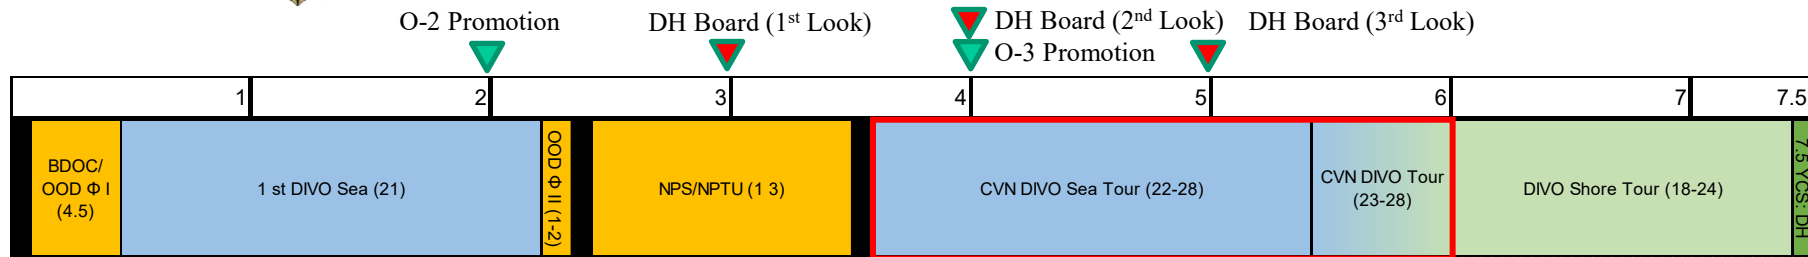 O-2 Promotion
DH Board (1st Look)
DH Board (2nd Look)
O-3 Promotion
DH Board (3rd Look)
1
2
3
4
5
6
7
7.5
BDOC/
OOD Φ I
(4.5)
1 st DIVO Sea (21)
OOD Φ II (1-2)
NPS/NPTU (1 3)
CVN DIVO Sea Tour (22-28)
CVN DIVO Tour
(23-28)
DIVO Shore Tour (18-24)
7.5 YCS: DH